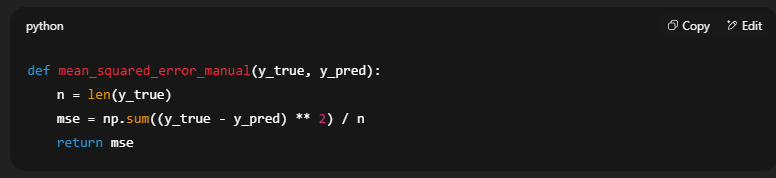 python
Copy
Edit
def mean_squared_error_manual(y_true, y_pred):
    n = len(y_true)
    mse = np.sum((y_true - y_pred) ** 2) / n
    return mse